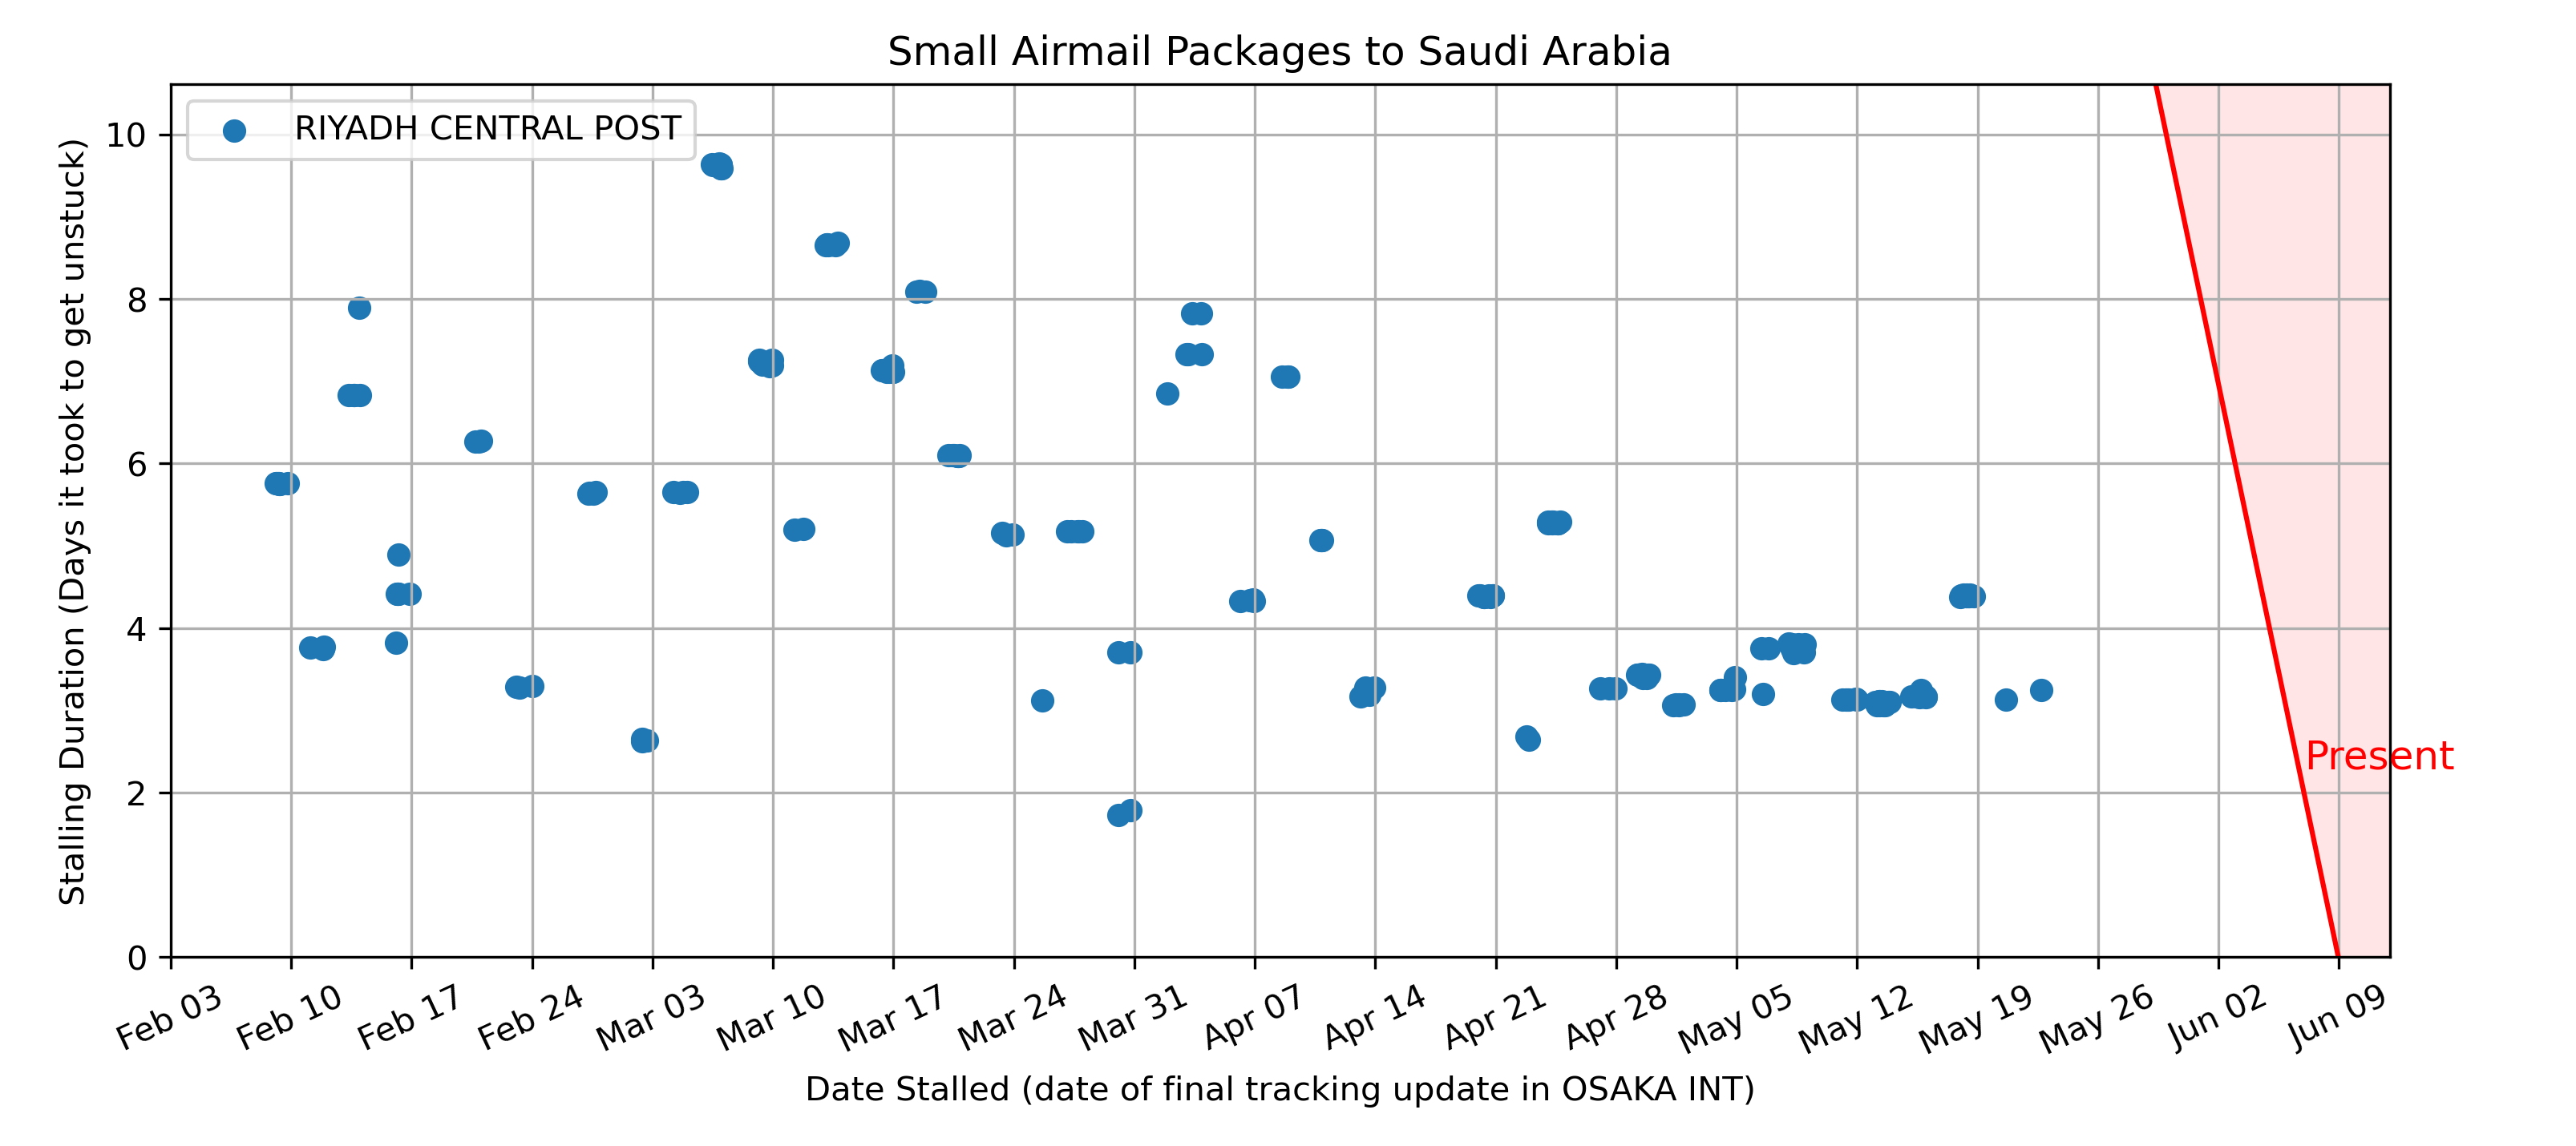 Small Airmail Packages to Saudi Arabia
RIYADH CENTRAL POST
Stalling Duration (Days it took to get unstuck)
10
8
6
4
2
0
Present
Feb 03
Feb 10
Feb 17
Feb 24
Mar 03
Mar 10
Mar 17
Mar 24
Mar 31
Apr 07
Apr 14
Apr 21
Apr 28
May 05
May 12
May 19
May 26
Jun 02
Jun 09
Date Stalled (date of final tracking update in OSAKA INT)